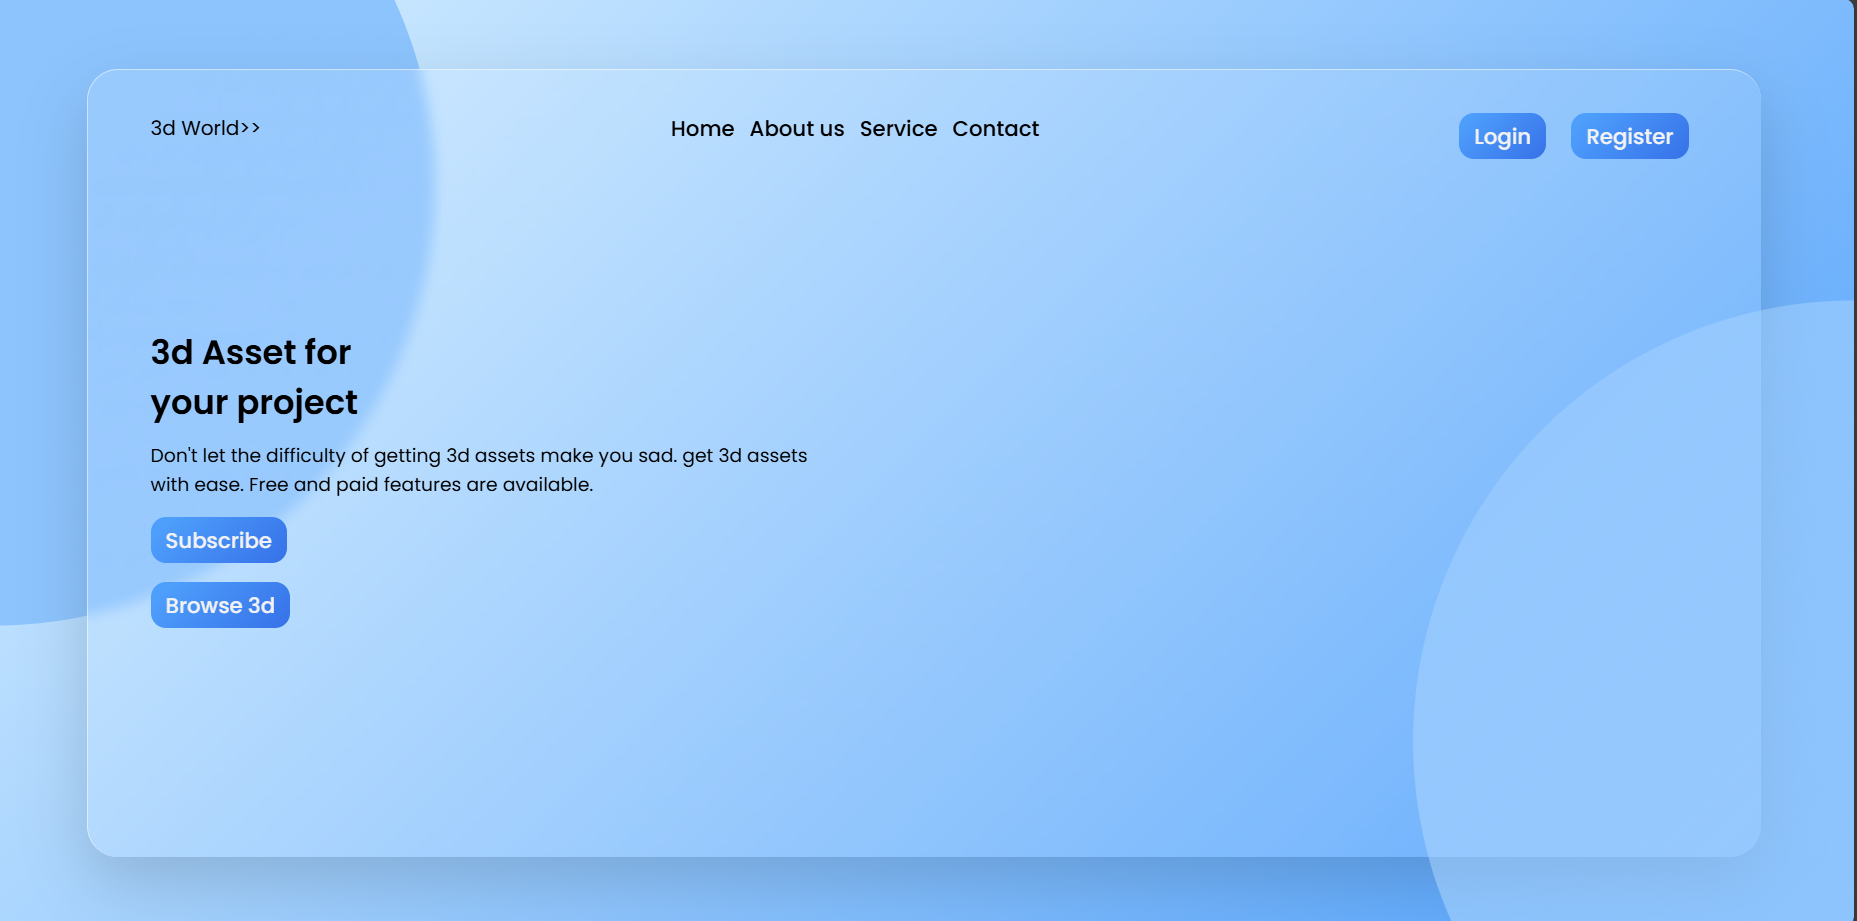 3d World>>
Home About us Service Contact
Login Register
3d Asset for
your project
Don't let the difficulty of getting 3d assets make you sad. get 3d assets
with ease. Free and paid features are available.
Subscribe
Browse 3d